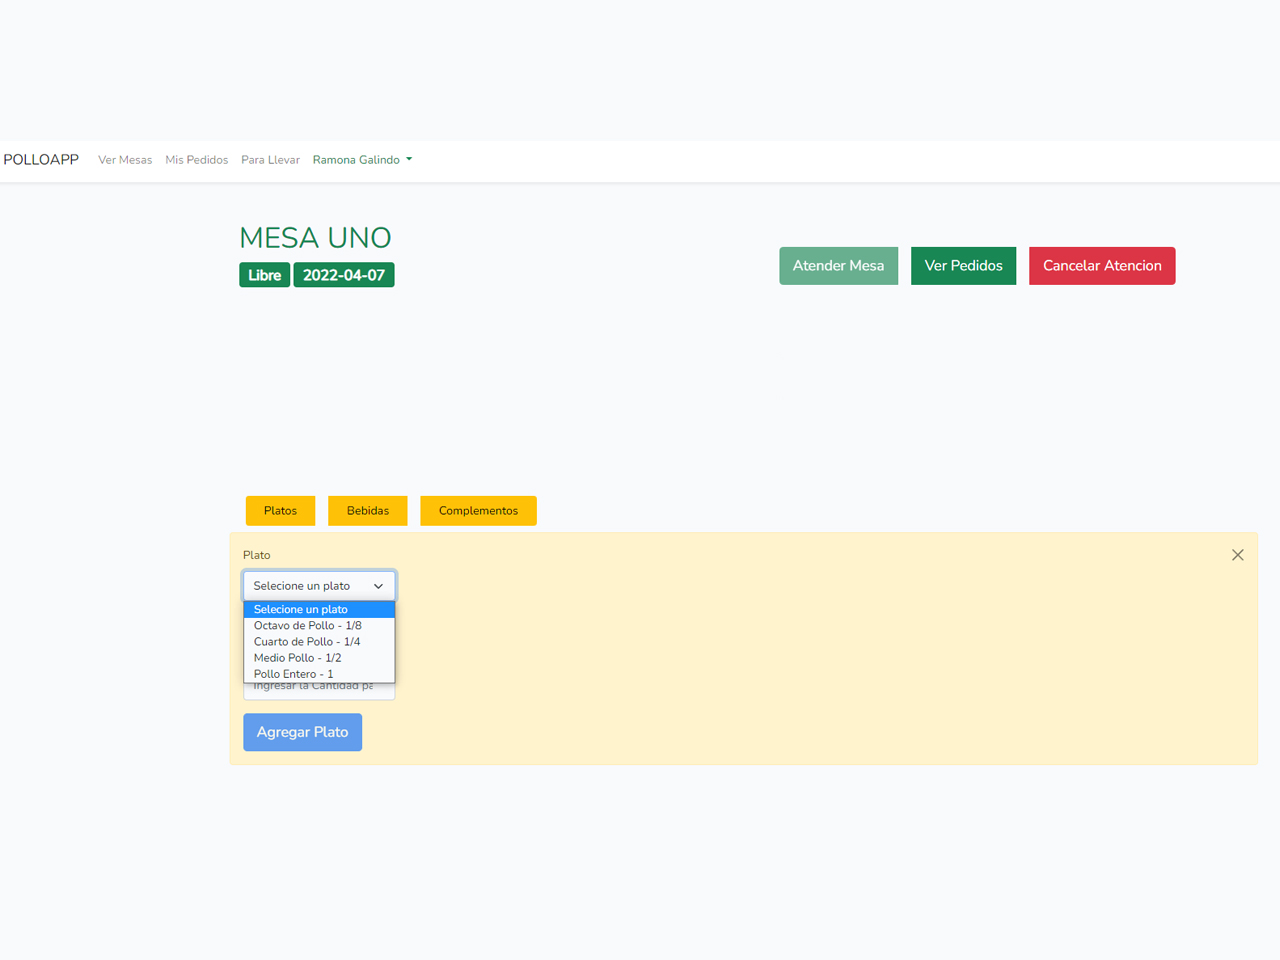 POLLOAPP Ver Mesas Mis Pedidos Para Llevar Ramona Galindo
MESA UNO
Libre 2022-04-07
Atender Mesa Ver Pedidos Cancelar Atencion
Platos Bebidas Complementos
Plato
Selecione un plato
Selecione un plato
Octavo de Pollo - 1/8
Cuarto de Pollo - 1/4
Medio Pollo - 1/2
Pollo Entero - 1
Ingresar la Cantidad pa
Agregar Plato